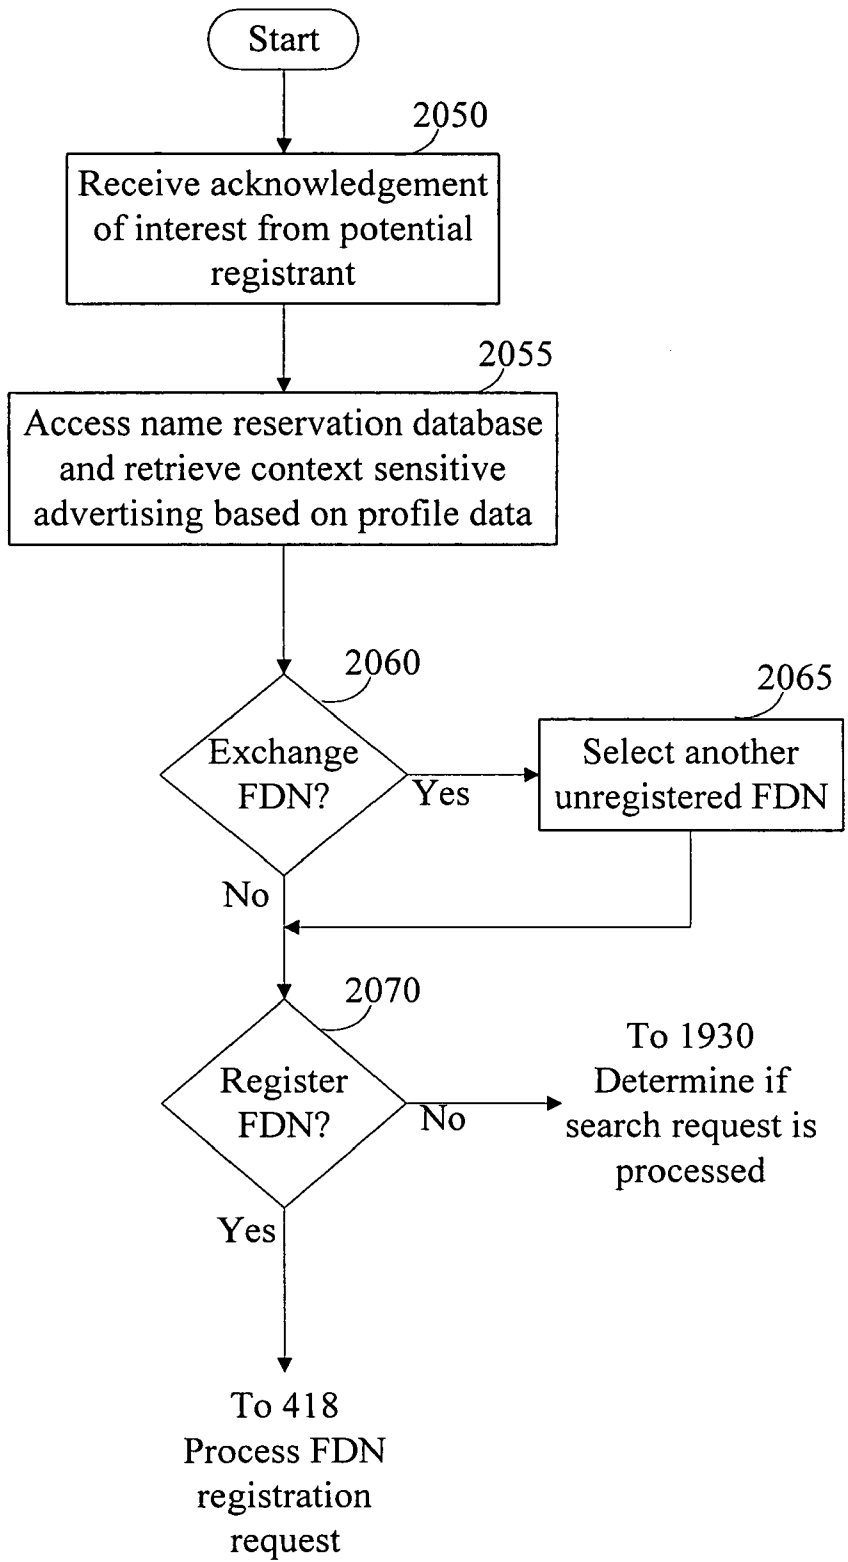 Start
2050
Receive acknowledgement
of interest from potential
registrant
2055
Access name reservation database
and retrieve context sensitive
advertising based on profile data
2060
Exchange
FDN?
Yes
2065
Select another
unregistered FDN
No
2070
Register
FDN?
No
To 1930
Determine if
search request is
processed
Yes
To 418
Process FDN
registration
request